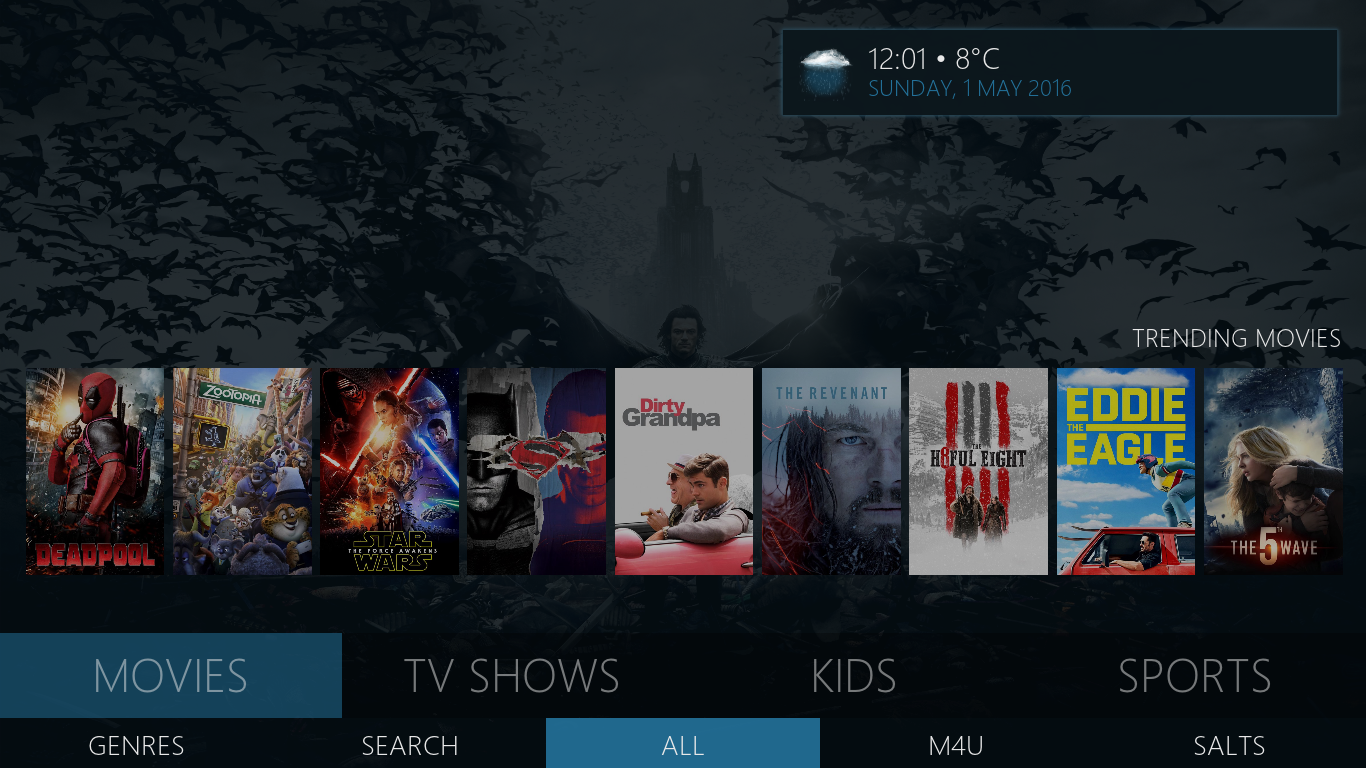 12:01 • 8°C
SUNDAY, 1 MAY 2016
TRENDING MOVIES
DEADPOOL
ZOOTOPIA
STAR
THE FORCE AWAKENS
WARS
Dirty
Grandpa
THE REVENANT
THE
H8FUL EIGHT
EDDIE
THE
EAGLE
THE 5TH WAVE
MOVIES TV SHOWS KIDS SPORTS
GENRES SEARCH ALL M4U SALTS